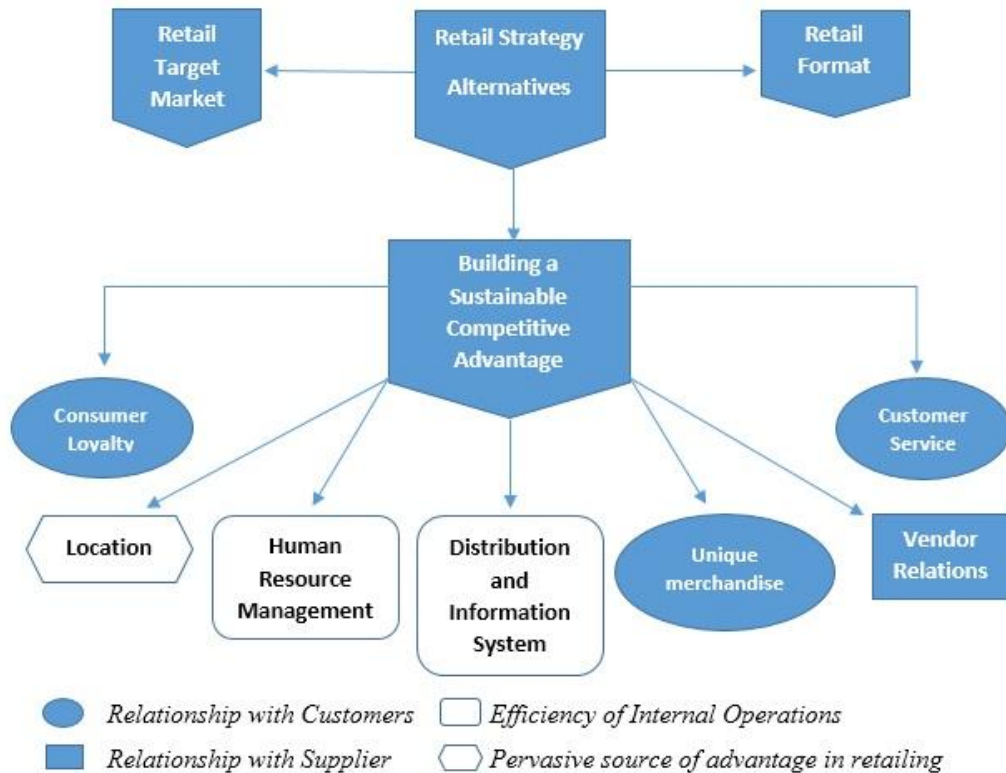 Retail
Target
Market
Retail Strategy
Alternatives
Retail
Format
Building a
Sustainable
Competitive
Advantage
Consumer
Loyalty
Customer
Service
Location
Human
Resource
Management
Distribution
and
Information
System
Unique
merchandise
Vendor
Relations
Relationship with Customers
Efficiency of Internal Operations
Relationship with Supplier
Pervasive source of advantage in retailing